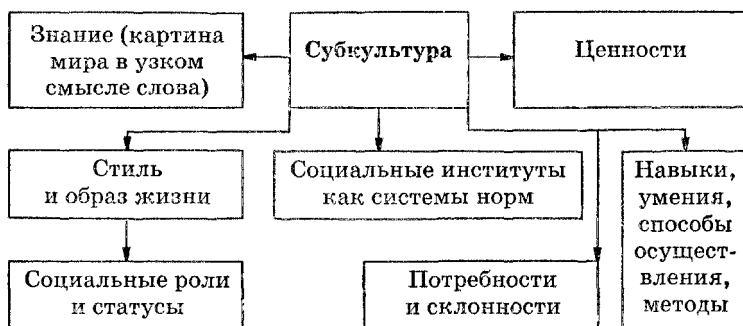 Знание (картина
мира в узком
смысле слова)
Субкультура
Ценности
Стиль
и образ жизни
Социальные институты
как системы норм
Навыки,
умения,
способы
осущест-
вления,
методы
Социальные роли
и статусы
Потребности
и склонности